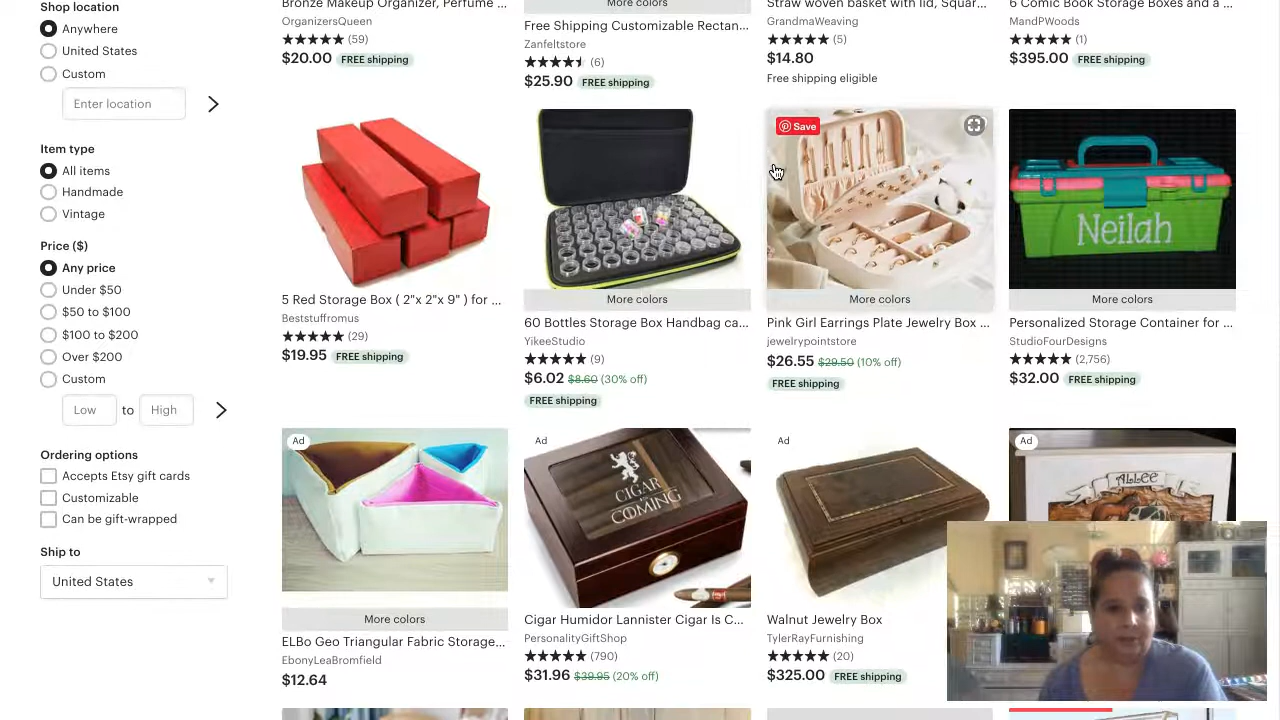 Shop location
Anywhere
United States
Custom
Enter location
Item type
All items
Handmade
Vintage
Price ($)
Any price
Under $50
$50 to $100
$100 to $200
Over $200
Custom
Low to High
Ordering options
Accepts Etsy gift cards
Customizable
Can be gift-wrapped
Ship to
United States
Bronze Makeup Organizer, Perfume ...
OrganizersQueen
(59)
$20.00 FREE shipping
More colors
Free Shipping Customizable Rectan...
Zanfeltstore
(6)
$25.90 FREE shipping
Straw woven basket with lid, Squar...
GrandmaWeaving
(5)
$14.80
Free shipping eligible
6 Comic Book Storage Boxes and a ...
MandPWoods
(1)
$395.00 FREE shipping
5 Red Storage Box ( 2"x 2"x 9" ) for ...
Beststuffromus
(29)
$19.95 FREE shipping
More colors
60 Bottles Storage Box Handbag ca...
YikeeStudio
(9)
$6.02 $8.60 (30% off)
FREE shipping
Save
More colors
Pink Girl Earrings Plate Jewelry Box ...
jewelrypointstore
$26.55 $29.50 (10% off)
FREE shipping
Neilah
More colors
Personalized Storage Container for ...
StudioFourDesigns
(2,756)
$32.00 FREE shipping
Ad
More colors
ELBo Geo Triangular Fabric Storage...
EbonyLeaBromfield
$12.64
Ad
CIGAR
COMING
Cigar Humidor Lannister Cigar Is C...
PersonalityGiftShop
(790)
$31.96 $39.95 (20% off)
Ad
Walnut Jewelry Box
TylerRayFurnishing
(20)
$325.00 FREE shipping
Ad
ALLEE